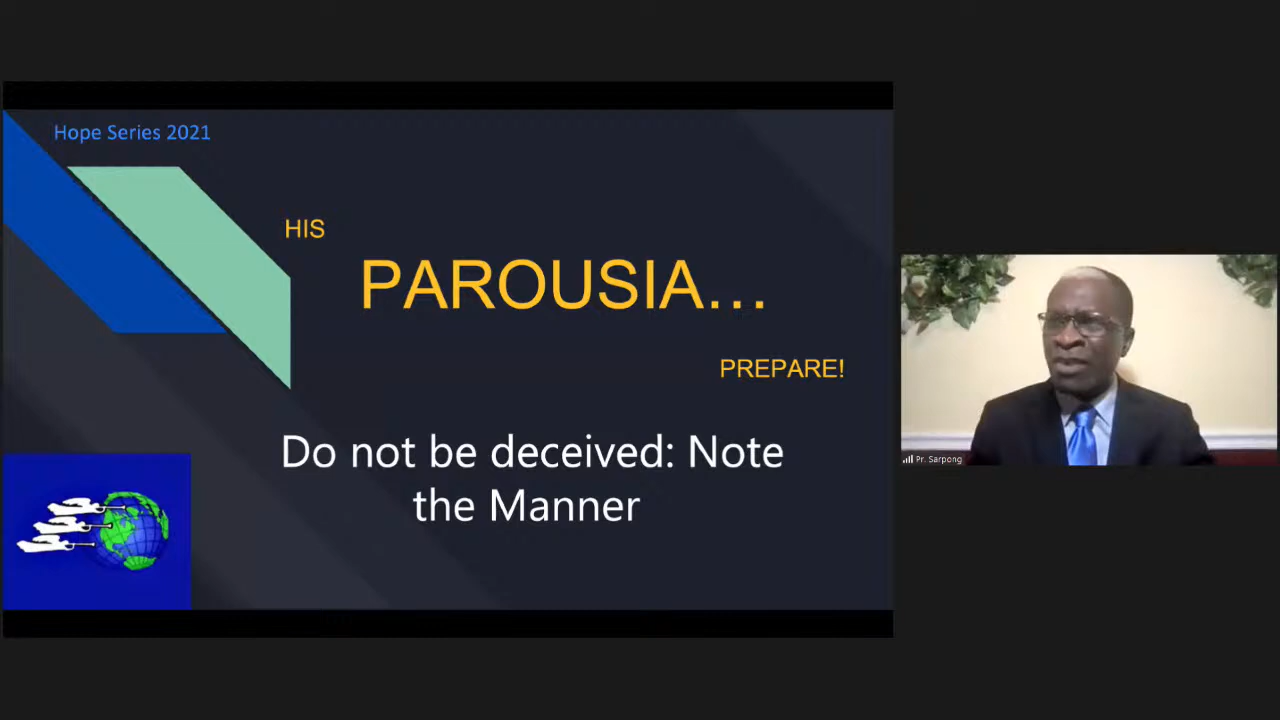 Hope Series 2021
HIS
PAROUSIA...
PREPARE!
Do not be deceived: Note
the Manner
Pr. Sarpong